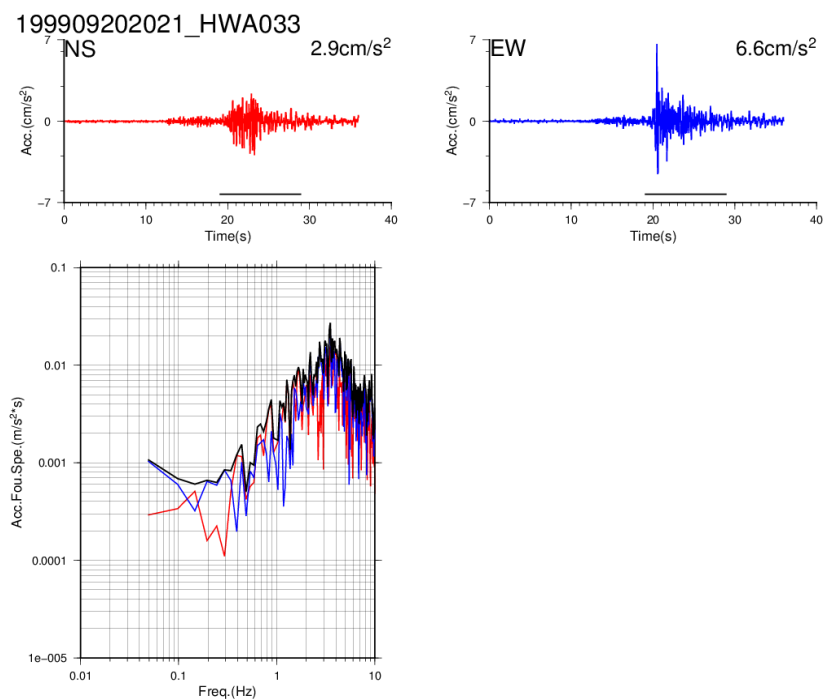 199909202021_HWA033
NS
2.9cm/s²
7
0
−7
Acc.(cm/s²)
0 10 20 30 40
Time(s)
EW
6.6cm/s²
7
0
−7
Acc.(cm/s²)
0 10 20 30 40
Time(s)
0.1
0.01
0.001
0.0001
1e−005
Acc.Fou.Spe.(m/s²*s)
0.01 0.1 1 10
Freq.(Hz)